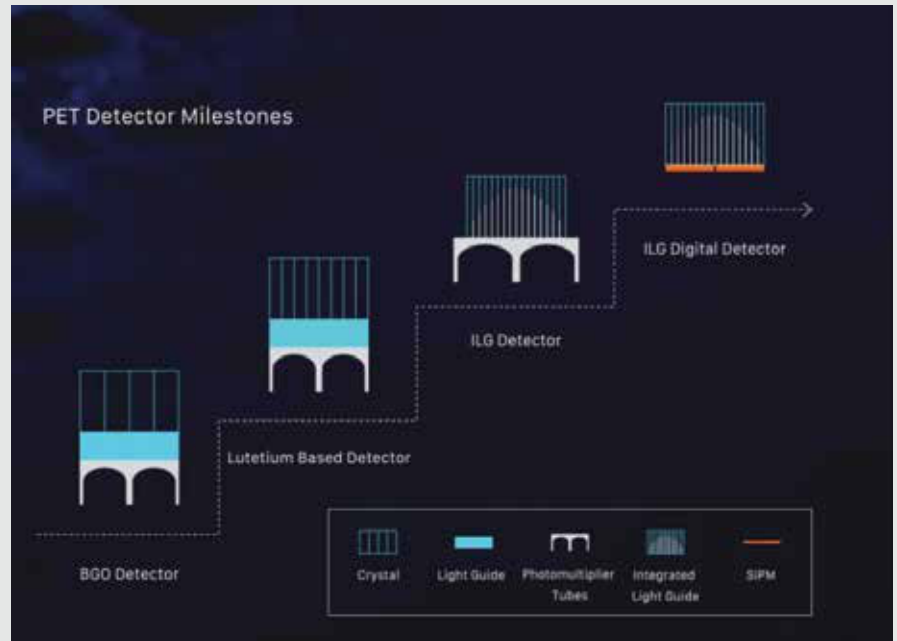 PET Detector Milestones
ILG Digital Detector
ILG Detector
Lutetium Based Detector
BGO Detector
Crystal
Light Guide
Photomultiplier
Tubes
Integrated
Light Guide
SiPM